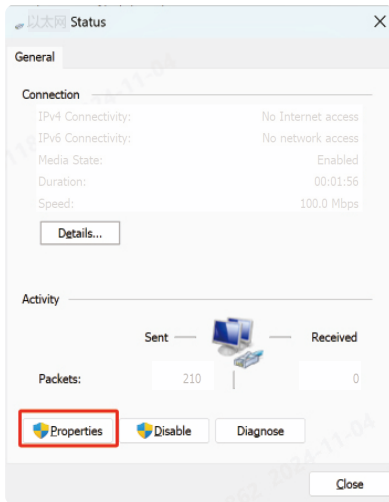 以太网 Status
General
Connection
IPv4 Connectivity: No Internet access
IPv6 Connectivity: No network access
Media State: Enabled
Duration: 00:01:56
Speed: 100.0 Mbps
Details...
Activity
Sent Received
Packets: 210 0
Properties Disable Diagnose
Close